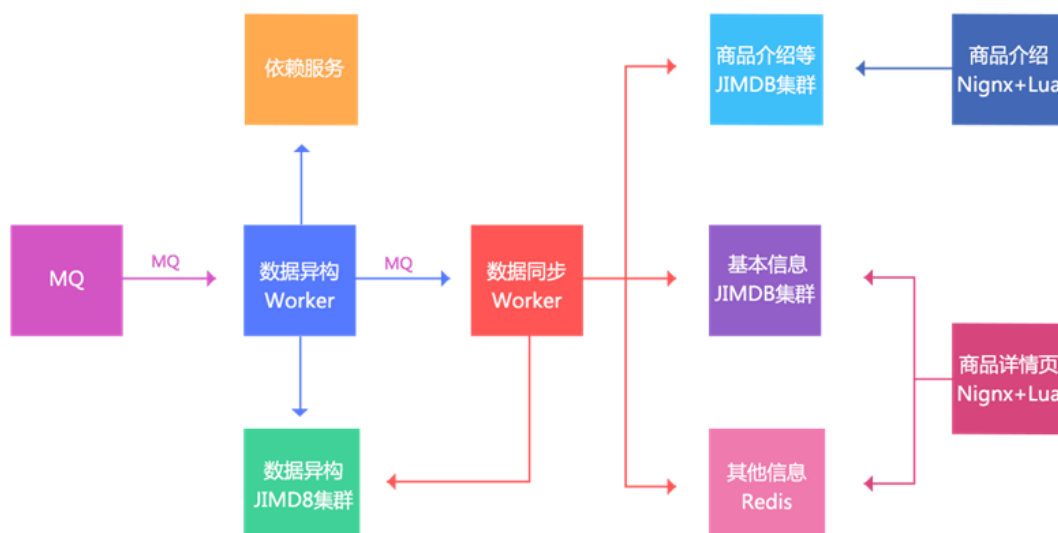 依赖服务
商品介绍等
JIMDB集群
商品介绍
Nignx+Lua
MQ
MQ
数据异构
Worker
MQ
数据同步
Worker
基本信息
JIMDB集群
商品详情页
Nignx+Lua
数据异构
JIMD8集群
其他信息
Redis